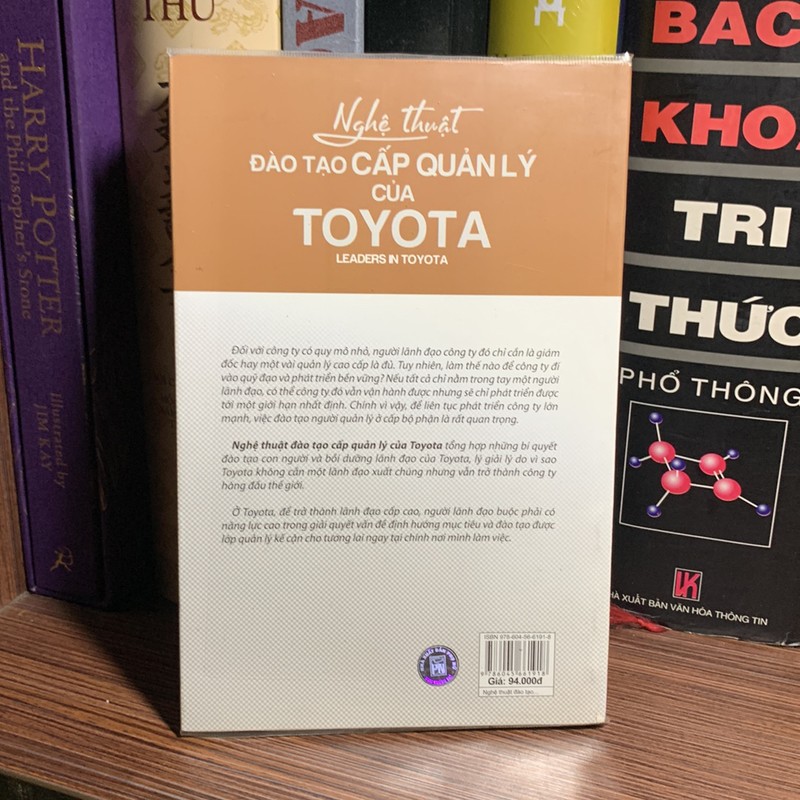 HARRY POTTER
and the Philosopher's Stone
Illustrated by
JIM KAY
THƯ
Nghệ thuật
ĐÀO TẠO CẤP QUẢN LÝ
CỦA
TOYOTA
LEADERS IN TOYOTA
Đối với công ty có quy mô nhỏ, người lãnh đạo công ty đó chỉ cần là giám
đốc hay một vài quản lý cao cấp là đủ. Tuy nhiên, làm thế nào để công ty đi
vào quỹ đạo và phát triển bền vững? Nếu tất cả chỉ nằm trong tay một người
lãnh đạo, có thể công ty đó vẫn vận hành được nhưng sẽ chỉ phát triển được
tới một giới hạn nhất định. Chính vì vậy, để liên tục phát triển công ty lớn
mạnh, việc đào tạo người quản lý ở cấp bộ phận là rất quan trọng.
Nghệ thuật đào tạo cấp quản lý của Toyota tổng hợp những bí quyết
đào tạo con người và bồi dưỡng lãnh đạo của Toyota, lý giải lý do vì sao
Toyota không cần một lãnh đạo xuất chúng nhưng vẫn trở thành công ty
hàng đầu thế giới.
Ở Toyota, để trở thành lãnh đạo cấp cao, người lãnh đạo buộc phải có
năng lực cao trong giải quyết vấn đề định hướng mục tiêu và đào tạo được
lớp quản lý kế cận cho tương lai ngay tại chính nơi mình làm việc.
PN
ISBN 978-604-56-6191-8
9786045661918
Giá: 94.000đ
Nghệ thuật đào tạo...
BAC
KHOA
TRI
THỨC
PHỔ THÔNG
HÀ XUẤT BẢN VĂN HÓA THÔNG TIN